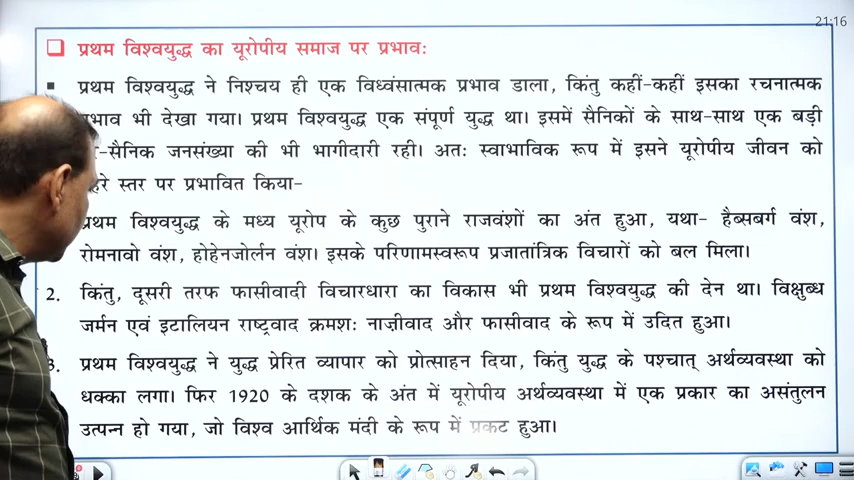 21:16
प्रथम विश्वयुद्ध का यूरोपीय समाज पर प्रभाव:
प्रथम विश्वयुद्ध ने निश्चय ही एक विध्वंसात्मक प्रभाव डाला, किंतु कहीं-कहीं इसका रचनात्मक
भाव भी देखा गया। प्रथम विश्वयुद्ध एक संपूर्ण युद्ध था। इसमें सैनिकों के साथ-साथ एक बड़ी
-सैनिक जनसंख्या की भी भागीदारी रही। अतः स्वाभाविक रूप में इसने यूरोपीय जीवन को
हरे स्तर पर प्रभावित किया-
प्रथम विश्वयुद्ध के मध्य यूरोप के कुछ पुराने राजवंशों का अंत हुआ, यथा- हैब्सबर्ग वंश,
रोमनावो वंश, होहेनजोर्लन वंश। इसके परिणामस्वरूप प्रजातांत्रिक विचारों को बल मिला।
2. किंतु, दूसरी तरफ फासीवादी विचारधारा का विकास भी प्रथम विश्वयुद्ध की देन था। विक्षुब्ध
जर्मन एवं इटालियन राष्ट्रवाद क्रमशः नाज़ीवाद और फासीवाद के रूप में उदित हुआ।
3. प्रथम विश्वयुद्ध ने युद्ध प्रेरित व्यापार को प्रोत्साहन दिया, किंतु युद्ध के पश्चात् अर्थव्यवस्था को
धक्का लगा। फिर 1920 के दशक के अंत में यूरोपीय अर्थव्यवस्था में एक प्रकार का असंतुलन
उत्पन्न हो गया, जो विश्व आर्थिक मंदी के रूप में प्रकट हुआ।